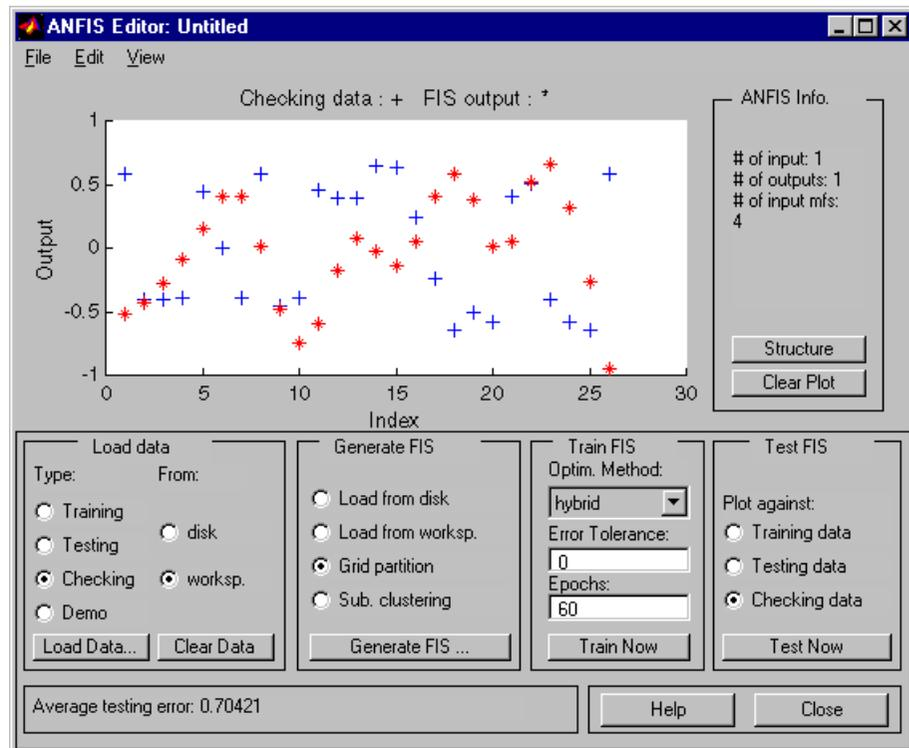 ANFIS Editor: Untitled
File Edit View
Checking data : + FIS output : *
Output
1
0.5
0
-0.5
-1
0 5 10 15 20 25 30
Index
ANFIS Info.
# of input: 1
# of outputs: 1
# of input mfs:
4
Structure
Clear Plot
Load data
Type: From:
Training
Testing
Checking
Demo
disk
worksp.
Load Data... Clear Data
Generate FIS
Load from disk
Load from worksp.
Grid partition
Sub. clustering
Generate FIS ...
Train FIS
Optim. Method:
hybrid
Error Tolerance:
0
Epochs:
60
Train Now
Test FIS
Plot against:
Training data
Testing data
Checking data
Test Now
Average testing error: 0.70421
Help Close